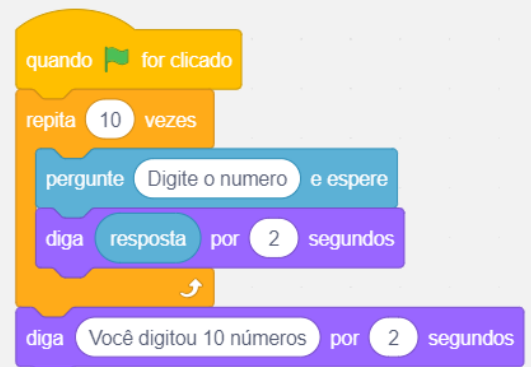 quando for clicado
repita 10 vezes
pergunte Digite o numero e espere
diga resposta por 2 segundos
diga Você digitou 10 números por 2 segundos